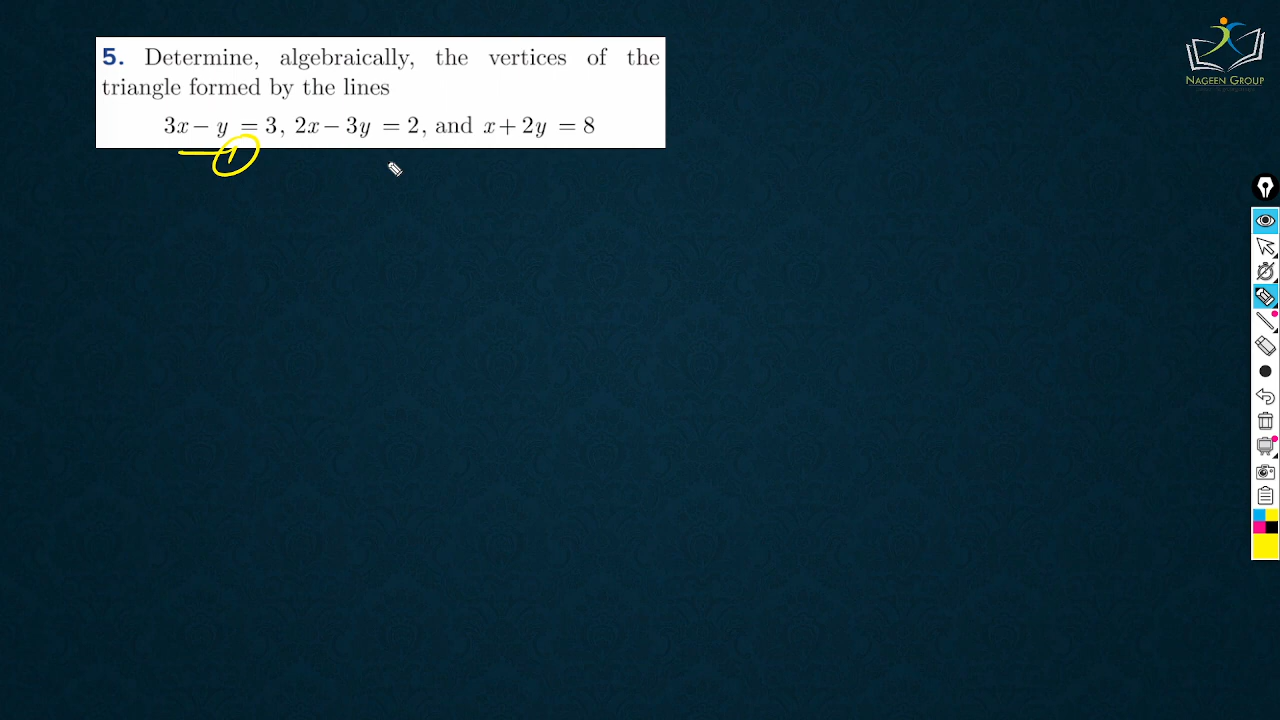 5. Determine, algebraically, the vertices of the
triangle formed by the lines
3x − y = 3, 2x − 3y = 2, and x + 2y = 8
1
NAGEEN GROUP